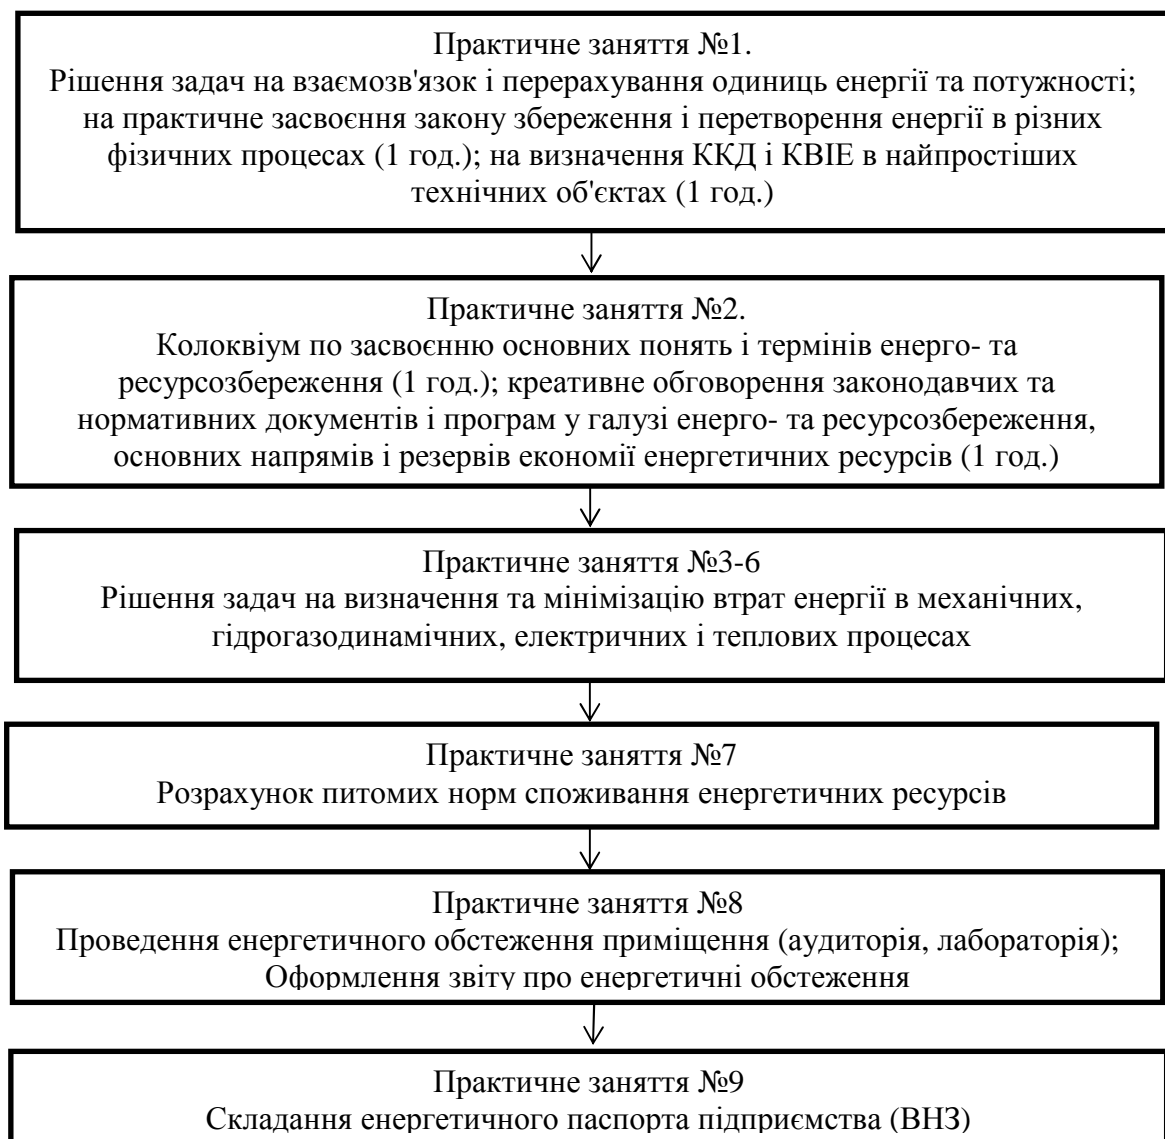 Практичне заняття №1.
Рішення задач на взаємозв'язок і перерахування одиниць енергії та потужності;
на практичне засвоєння закону збереження і перетворення енергії в різних
фізичних процесах (1 год.); на визначення ККД і КВІЕ в найпростіших
технічних об'єктах (1 год.)
Практичне заняття №2.
Колоквіум по засвоєнню основних понять і термінів енерго- та
ресурсозбереження (1 год.); креативне обговорення законодавчих та
нормативних документів і програм у галузі енерго- та ресурсозбереження,
основних напрямів і резервів економії енергетичних ресурсів (1 год.)
Практичне заняття №3-6
Рішення задач на визначення та мінімізацію втрат енергії в механічних,
гідрогазодинамічних, електричних і теплових процесах
Практичне заняття №7
Розрахунок питомих норм споживання енергетичних ресурсів
Практичне заняття №8
Проведення енергетичного обстеження приміщення (аудиторія, лабораторія);
Оформлення звіту про енергетичні обстеження
Практичне заняття №9
Складання енергетичного паспорта підприємства (ВНЗ)